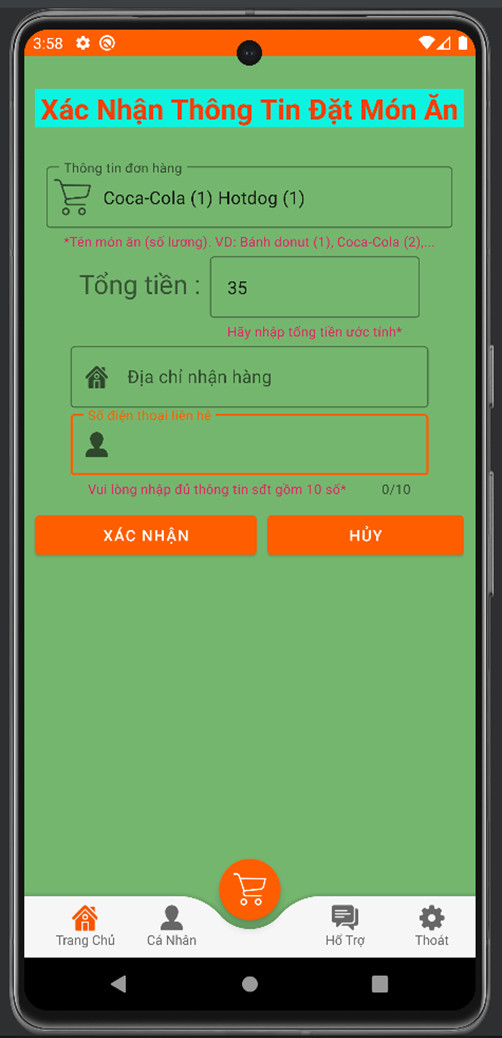 3:58
Xác Nhận Thông Tin Đặt Món Ăn
Thông tin đơn hàng
Coca-Cola (1) Hotdog (1)
*Tên món ăn (số lương). VD: Bánh donut (1), Coca-Cola (2),...
Tổng tiền : 35
Hãy nhập tổng tiền ước tính*
Địa chỉ nhận hàng
Số điện thoại liên hệ
Vui lòng nhập đủ thông tin sđt gồm 10 số* 0/10
XÁC NHẬN HỦY
Trang Chủ Cá Nhân Hố Trợ Thoát